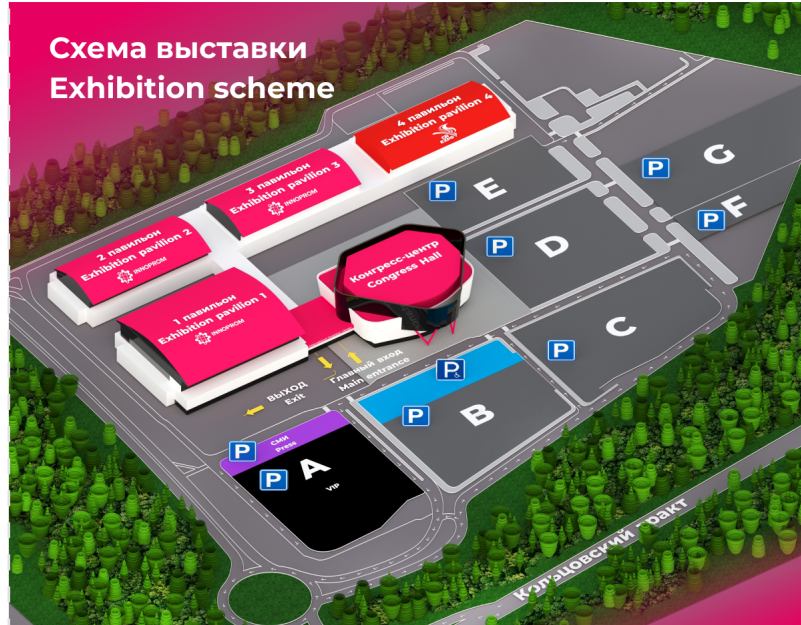 Схема выставки
Exhibition scheme
4 павильон
Exhibition pavilion 4
3 павильон
Exhibition pavilion 3
INNOPROM
2 павильон
Exhibition pavilion 2
INNOPROM
1 павильон
Exhibition pavilion 1
INNOPROM
Конгресс-центр
Congress Hall
P
G
P
E
P
F
P
D
C
P
Главный вход
Main entrance
ВЫХОД
Exit
P
P
B
СМИ
Press
P
A
P
VIP
Кольцовский тракт